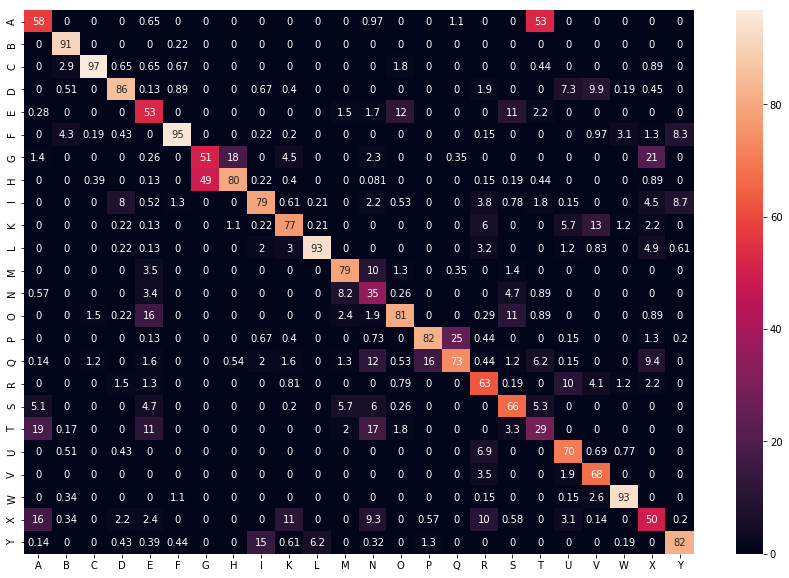 A 58 0 0 0 0.65 0 0 0 0 0 0 0 0.97 0 0 1.1 0 0 53 0 0 0 0 0
B 0 91 0 0 0 0.22 0 0 0 0 0 0 0 0 0 0 0 0 0 0 0 0 0 0
C 0 2.9 97 0.65 0.65 0.67 0 0 0 0 0 0 0 1.8 0 0 0 0 0.44 0 0 0 0.89 0
D 0 0.51 0 86 0.13 0.89 0 0 0.67 0.4 0 0 0 0 0 0 1.9 0 0 7.3 9.9 0.19 0.45 0
E 0.28 0 0 0 53 0 0 0 0 0 0 1.5 1.7 12 0 0 0 11 2.2 0 0 0 0 0
F 0 4.3 0.19 0.43 0 95 0 0 0.22 0.2 0 0 0 0 0 0 0.15 0 0 0 0.97 3.1 1.3 8.3
G 1.4 0 0 0 0.26 0 51 18 0 4.5 0 0 2.3 0 0 0.35 0 0 0 0 0 0 21 0
H 0 0 0.39 0 0.13 0 49 80 0.22 0.4 0 0 0.081 0 0 0 0.15 0.19 0.44 0 0 0 0.89 0
I 0 0 0 8 0.52 1.3 0 0 79 0.61 0.21 0 2.2 0.53 0 0 3.8 0.78 1.8 0.15 0 0 4.5 8.7
K 0 0 0 0.22 0.13 0 0 1.1 0.22 77 0.21 0 0 0 0 0 6 0 0 5.7 13 1.2 2.2 0
L 0 0 0 0.22 0.13 0 0 0 2 3 93 0 0 0 0 0 3.2 0 0 1.2 0.83 0 4.9 0.61
M 0 0 0 0 3.5 0 0 0 0 0 0 79 10 1.3 0 0.35 0 1.4 0 0 0 0 0 0
N 0.57 0 0 0 3.4 0 0 0 0 0 0 8.2 35 0.26 0 0 0 4.7 0.89 0 0 0 0 0
O 0 0 1.5 0.22 16 0 0 0 0 0 0 2.4 1.9 81 0 0 0.29 11 0.89 0 0 0 0.89 0
P 0 0 0 0 0.13 0 0 0 0.67 0.4 0 0 0.73 0 82 25 0.44 0 0 0.15 0 0 1.3 0.2
Q 0.14 0 1.2 0 1.6 0 0 0.54 2 1.6 0 1.3 12 0.53 16 73 0.44 1.2 6.2 0.15 0 0 9.4 0
R 0 0 0 1.5 1.3 0 0 0 0 0.81 0 0 0 0.79 0 0 63 0.19 0 10 4.1 1.2 2.2 0
S 5.1 0 0 0 4.7 0 0 0 0 0.2 0 5.7 6 0.26 0 0 0 66 5.3 0 0 0 0 0
T 19 0.17 0 0 11 0 0 0 0 0 0 2 17 1.8 0 0 0 3.3 29 0 0 0 0 0
U 0 0.51 0 0.43 0 0 0 0 0 0 0 0 0 0 0 0 6.9 0 0 70 0.69 0.77 0 0
V 0 0 0 0 0 0 0 0 0 0 0 0 0 0 0 0 3.5 0 0 1.9 68 0 0 0
W 0 0.34 0 0 0 1.1 0 0 0 0 0 0 0 0 0 0 0.15 0 0 0.15 2.6 93 0 0
X 16 0.34 0 2.2 2.4 0 0 0 0 11 0 0 9.3 0 0.57 0 10 0.58 0 3.1 0.14 0 50 0.2
Y 0.14 0 0 0.43 0.39 0.44 0 0 15 0.61 6.2 0 0.32 0 1.3 0 0 0 0 0 0 0.19 0 82
A B C D E F G H I K L M N O P Q R S T U V W X Y
80
60
40
20
0